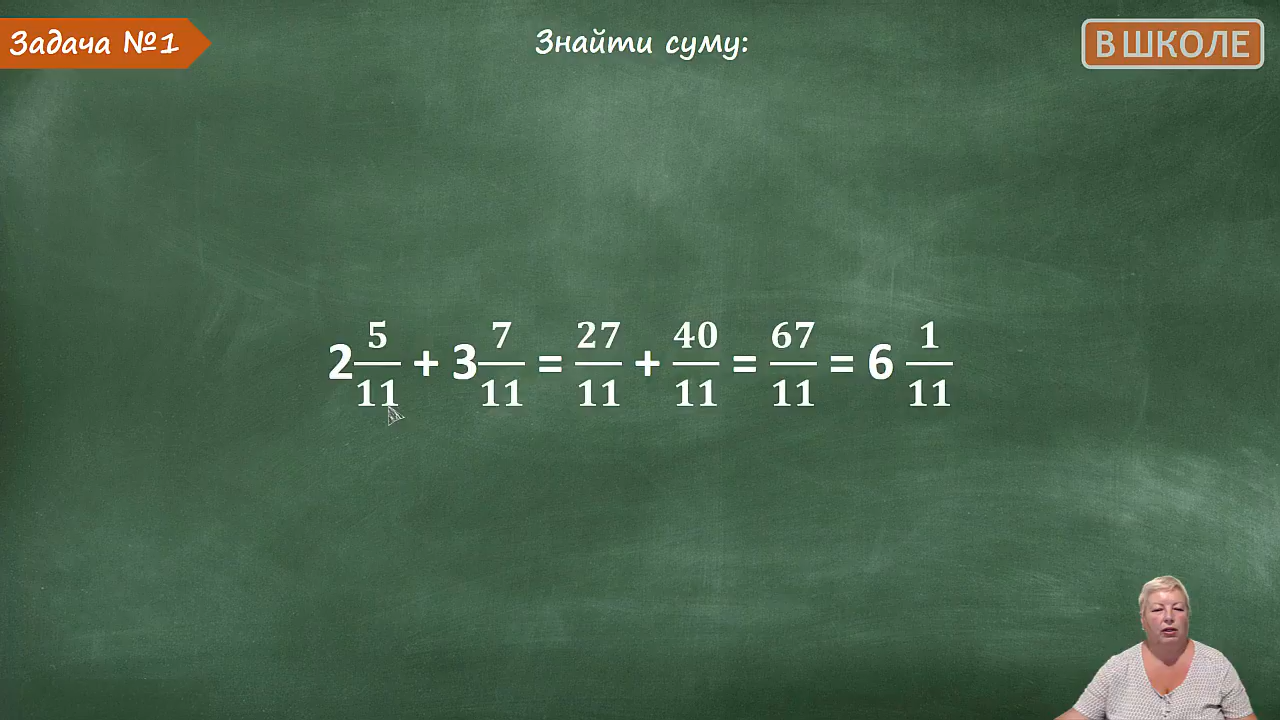 Задача №1
Знайти суму:
В ШКОЛЕ
2 5/11 + 3 7/11 = 27/11 + 40/11 = 67/11 = 6 1/11